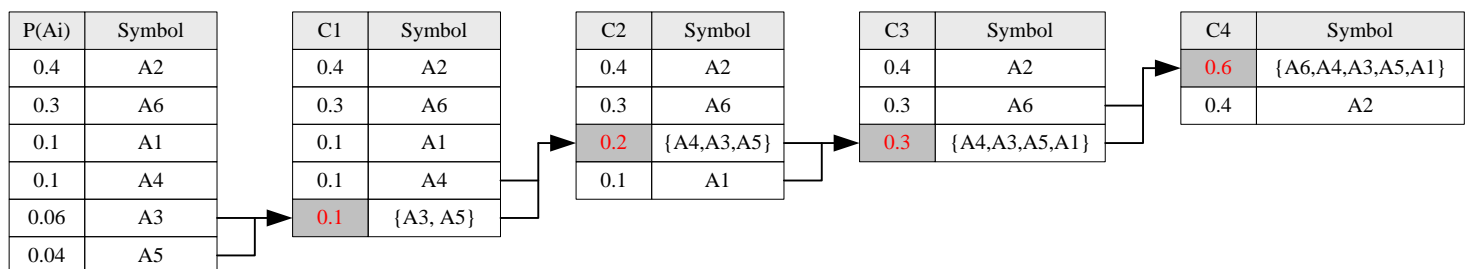 P(Ai) Symbol C1 Symbol C2 Symbol C3 Symbol C4 Symbol
0.4 A2 0.4 A2 0.4 A2 0.4 A2 0.6 {A6,A4,A3,A5,A1}
0.3 A6 0.3 A6 0.3 A6 0.3 A6 0.4 A2
0.1 A1 0.1 A1 0.2 {A4,A3,A5} 0.3 {A4,A3,A5,A1}
0.1 A4 0.1 A4 0.1 A1
0.06 A3 0.1 {A3, A5}
0.04 A5